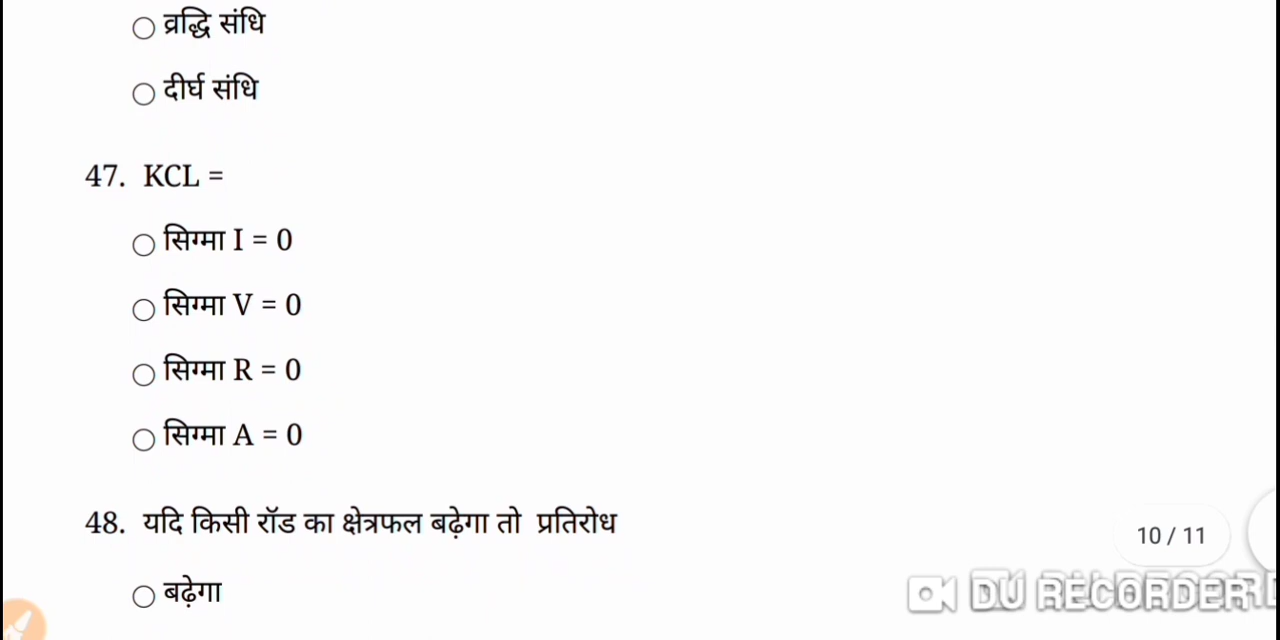 व्रद्धि संधि
दीर्घ संधि
47. KCL =
सिग्मा I = 0
सिग्मा V = 0
सिग्मा R = 0
सिग्मा A = 0
48. यदि किसी रॉड का क्षेत्रफल बढ़ेगा तो प्रतिरोध
बढ़ेगा
10 / 11
DU RECORDER